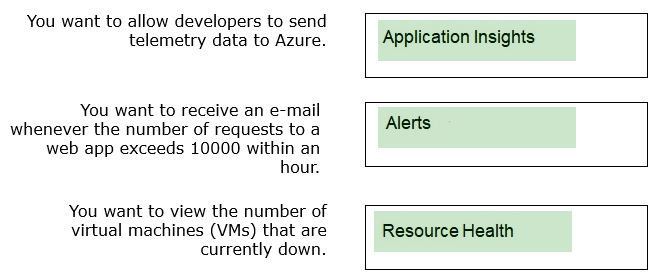 You want to allow developers to send
telemetry data to Azure.
Application Insights
You want to receive an e-mail
whenever the number of requests to a
web app exceeds 10000 within an
hour.
Alerts
You want to view the number of
virtual machines (VMs) that are
currently down.
Resource Health